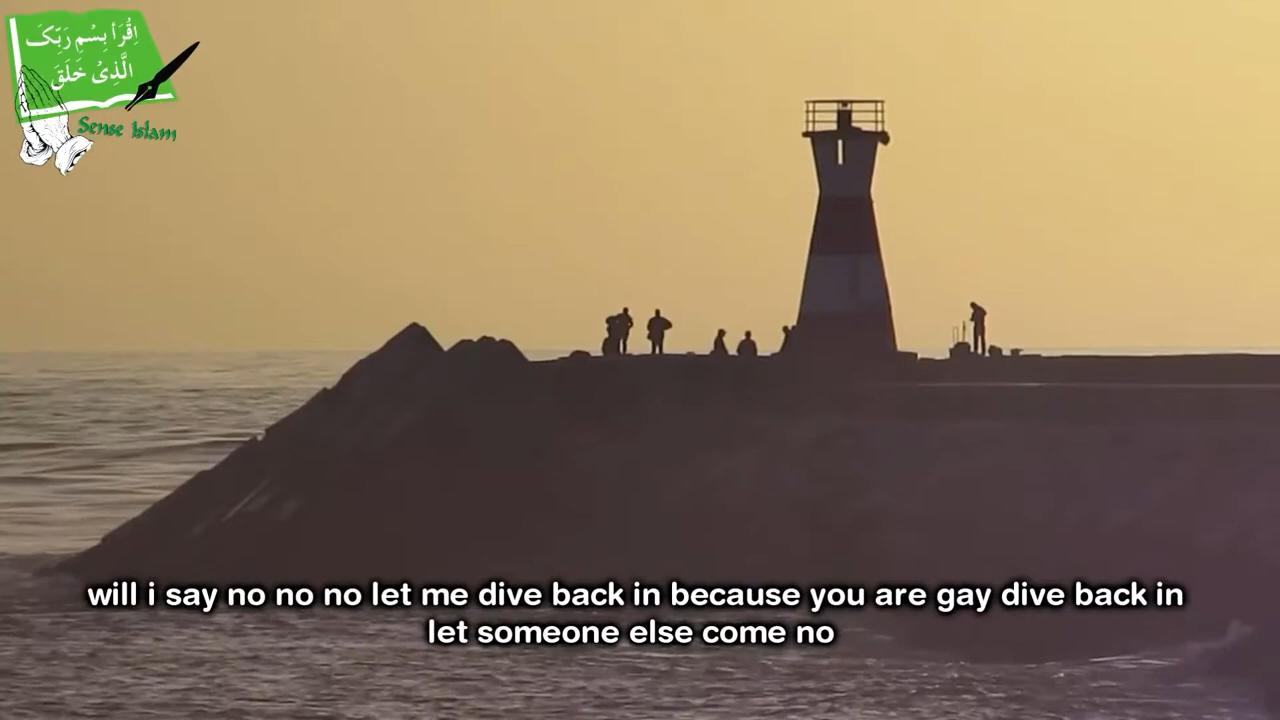 اِقْرَأْ بِسْمِ رَبِّكَ
الَّذِیْ خَلَقَ
Sense Islam
will i say no no no let me dive back in because you are gay dive back in
let someone else come no